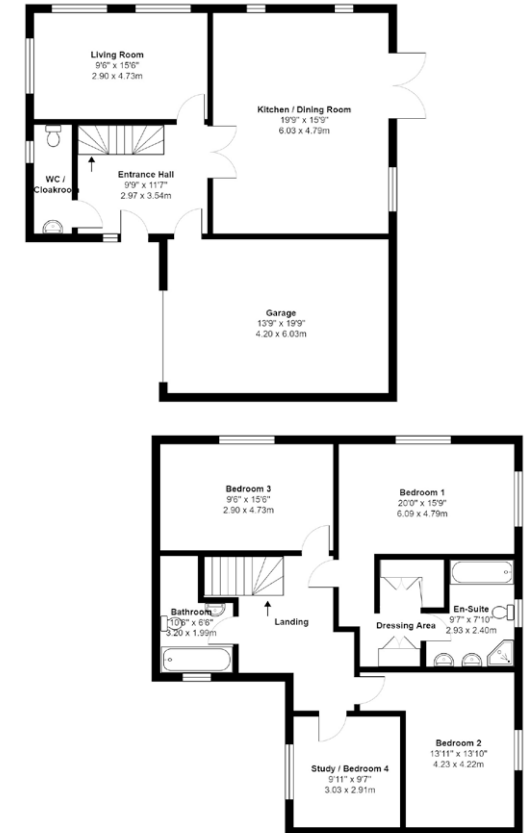 Living Room
9'6" x 15'6"
2.90 x 4.73m
Kitchen / Dining Room
19'9" x 15'9"
6.03 x 4.79m
WC /
Cloakroom
Entrance Hall
9'9" x 11'7"
2.97 x 3.54m
Garage
13'9" x 19'9"
4.20 x 6.03m
Bedroom 3
9'6" x 15'6"
2.90 x 4.73m
Bedroom 1
20'0" x 15'9"
6.09 x 4.79m
Bathroom
10'6" x 6'6"
3.20 x 1.99m
Landing
Dressing Area
En-Suite
9'7" x 7'10"
2.93 x 2.40m
Bedroom 2
13'11" x 13'10"
4.23 x 4.22m
Study / Bedroom 4
9'11" x 9'7"
3.03 x 2.91m